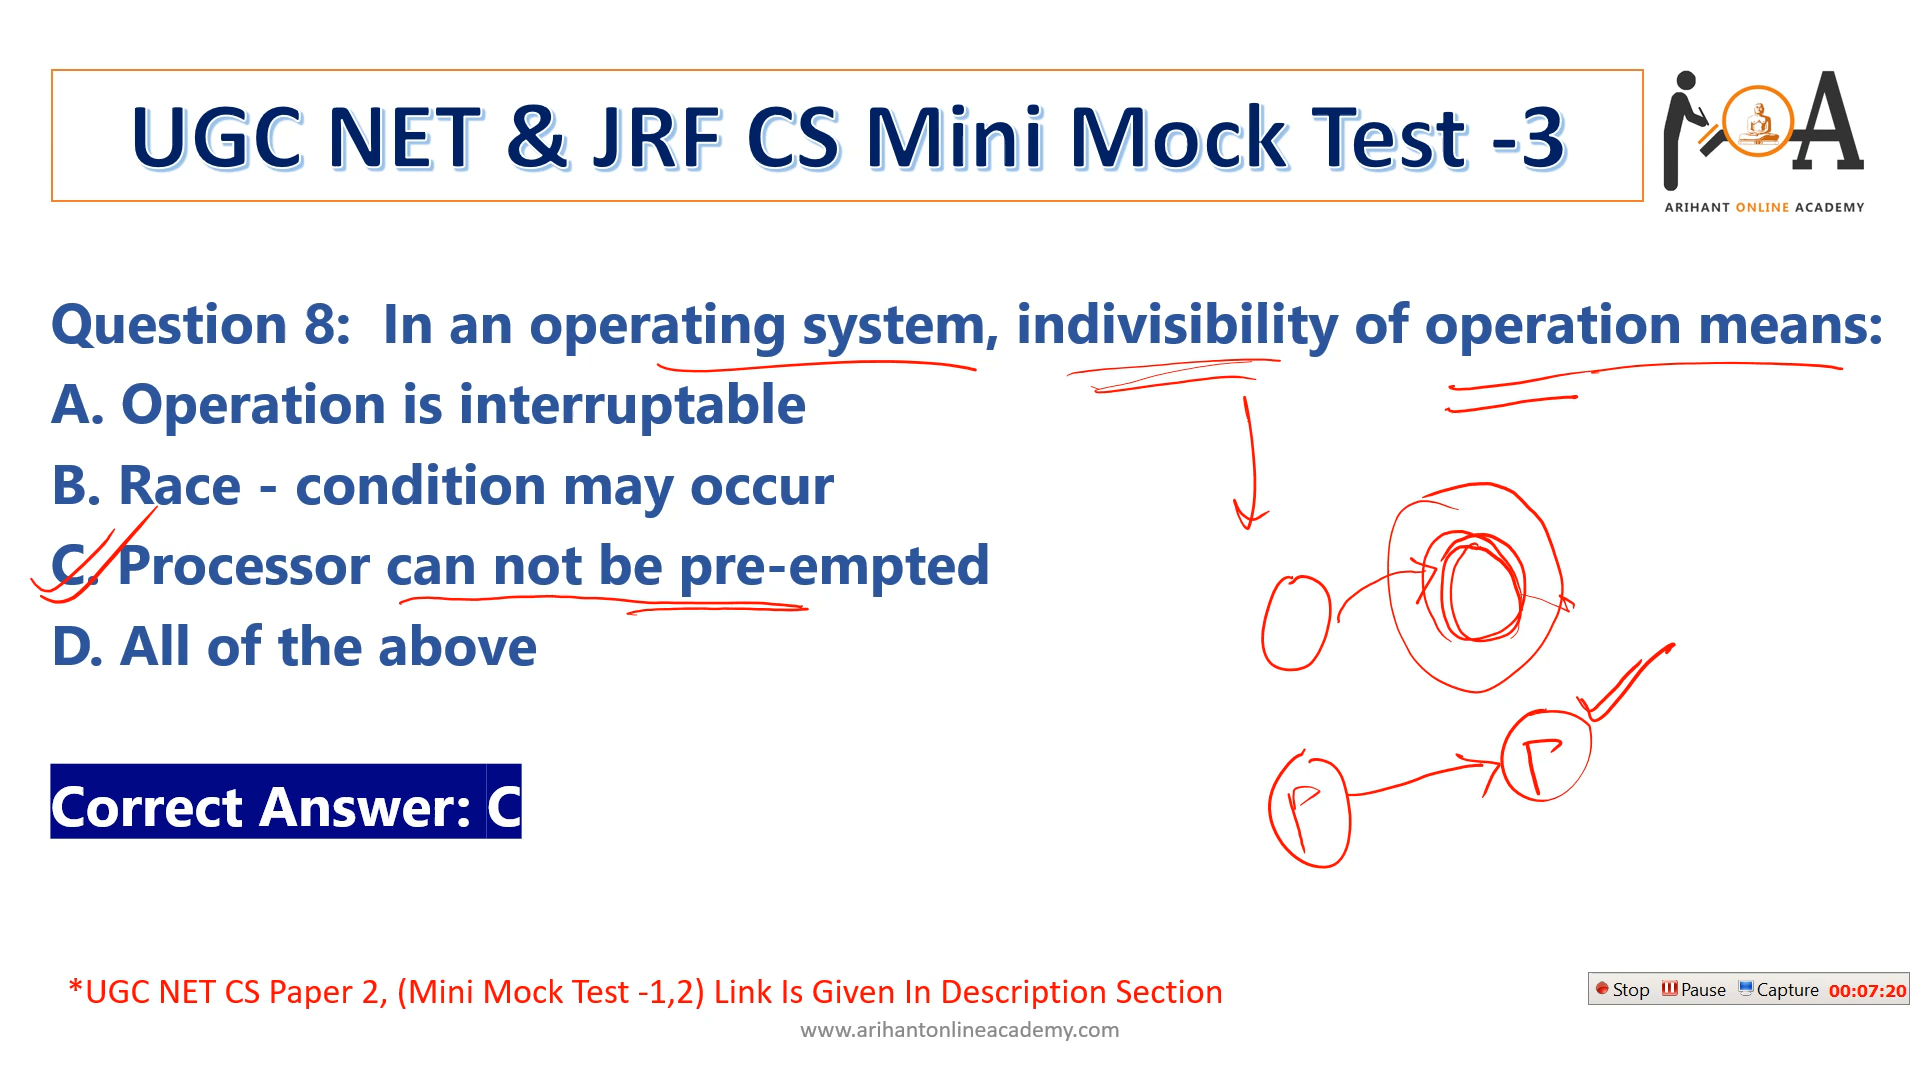 UGC NET & JRF CS Mini Mock Test -3
ARIHANT ONLINE ACADEMY
Question 8: In an operating system, indivisibility of operation means:
A. Operation is interruptable
B. Race - condition may occur
C. Processor can not be pre-empted
D. All of the above
P
P
Correct Answer: C
*UGC NET CS Paper 2, (Mini Mock Test -1,2) Link Is Given In Description Section
Stop Pause Capture 00:07:20
www.arihantonlineacademy.com